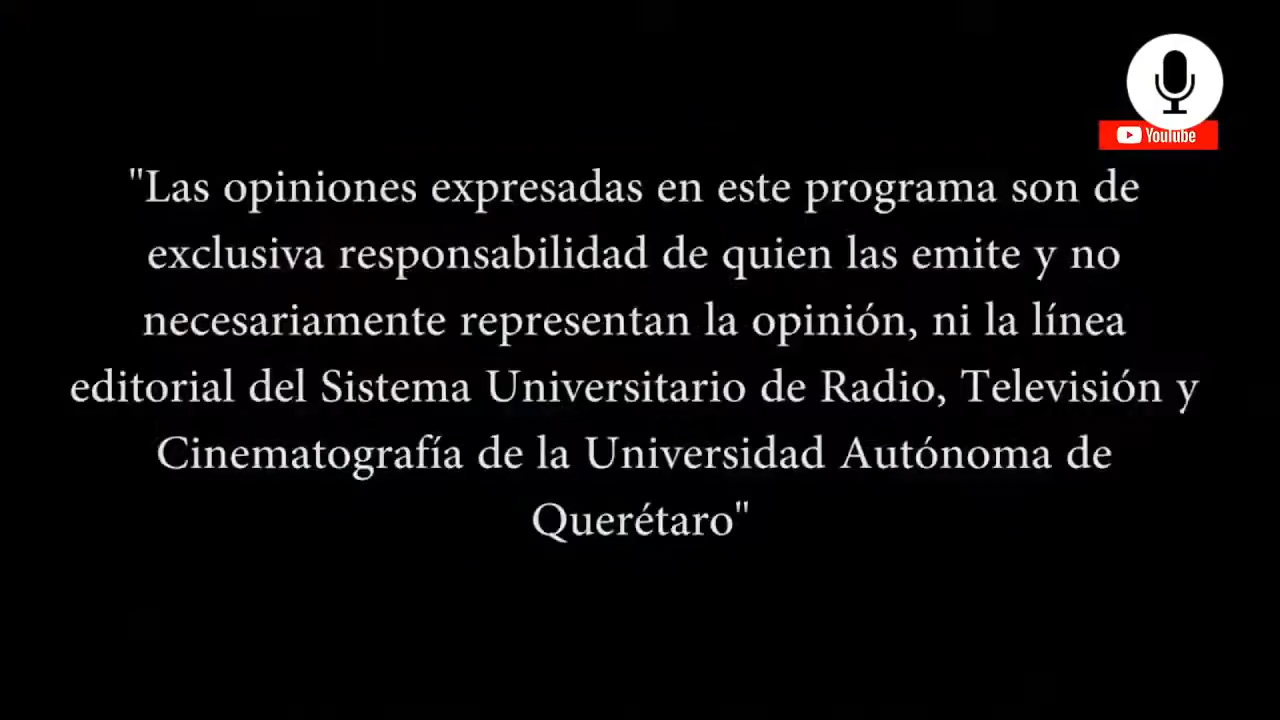 YouTube
"Las opiniones expresadas en este programa son de
exclusiva responsabilidad de quien las emite y no
necesariamente representan la opinión, ni la línea
editorial del Sistema Universitario de Radio, Televisión y
Cinematografía de la Universidad Autónoma de
Querétaro"